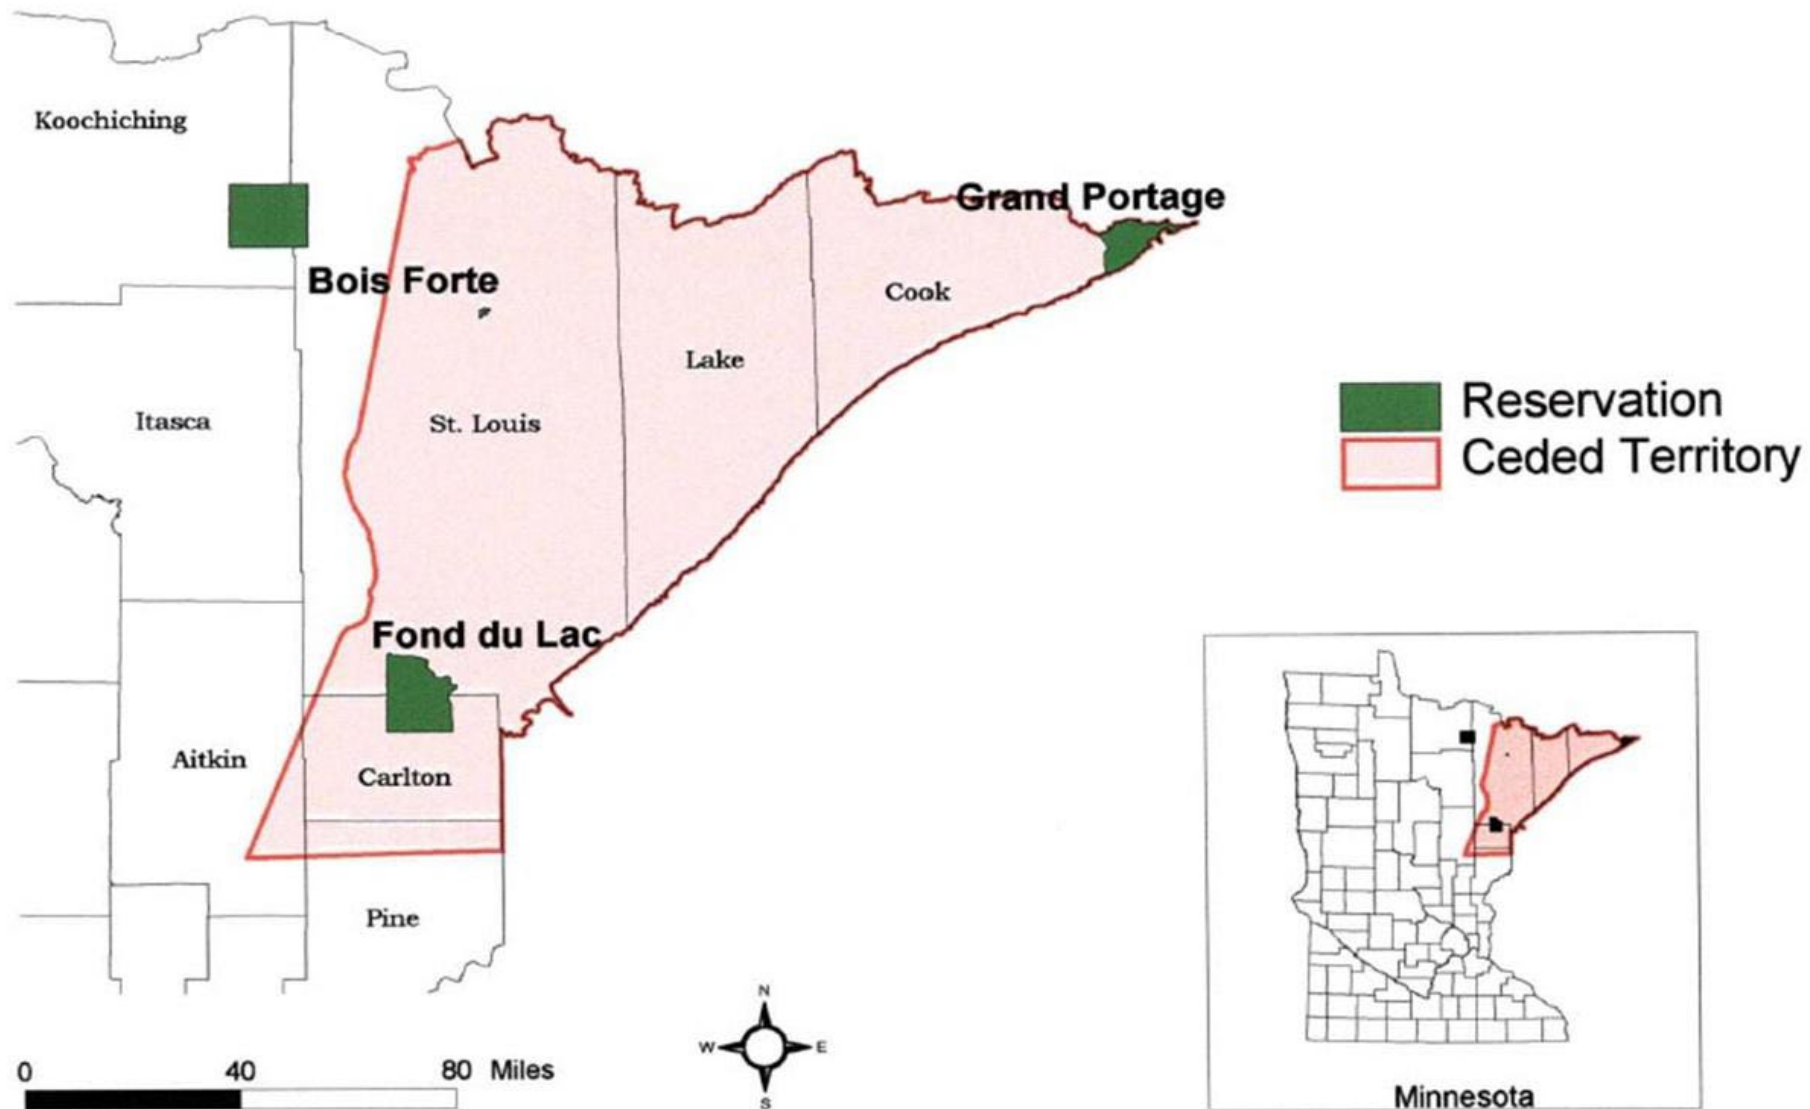 Koochiching
Grand Portage
Bois Forte
Cook
Lake
Itasca
St. Louis
Reservation
Ceded Territory
Fond du Lac
Aitkin
Carlton
Pine
N
W
E
S
0 40 80 Miles
Minnesota